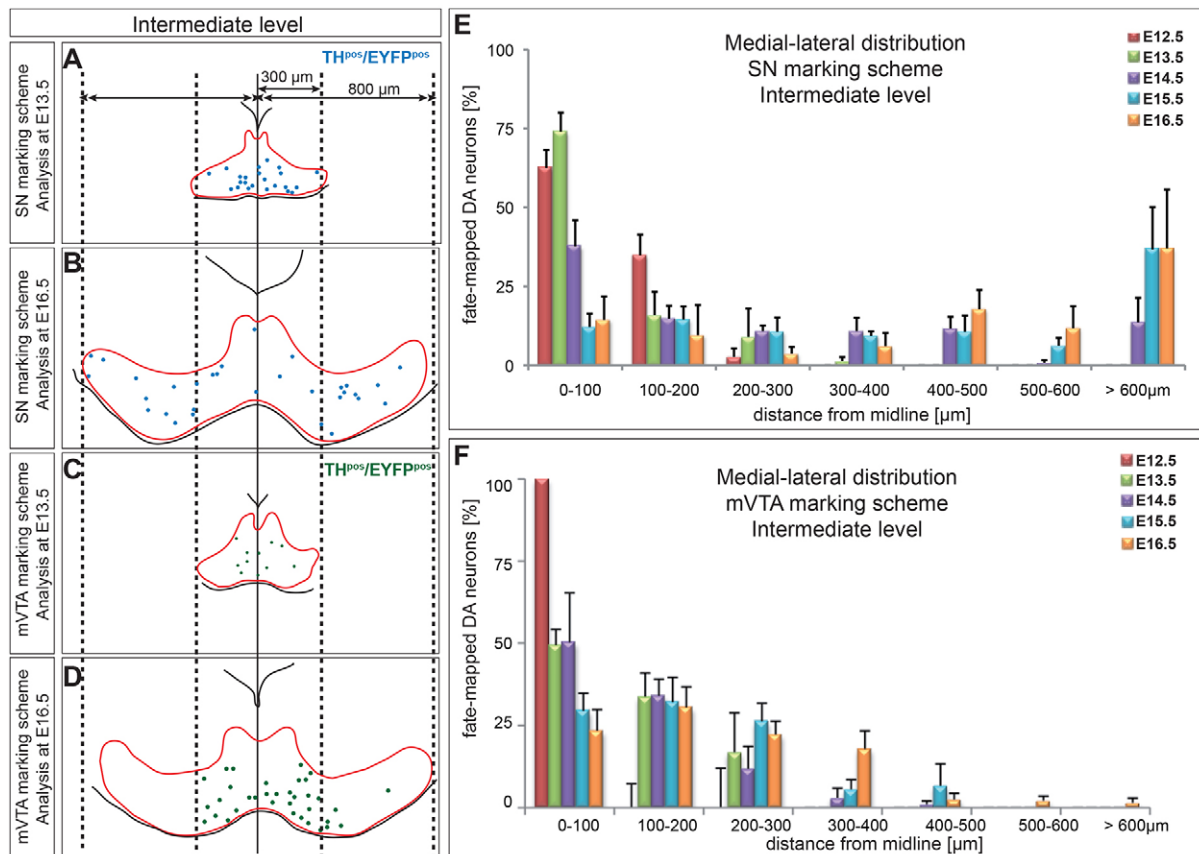 Intermediate level
SN marking scheme
Analysis at E13.5
A
THpos/EYFPpos
300 µm
800 µm
SN marking scheme
Analysis at E16.5
B
mVTA marking scheme
Analysis at E13.5
C
THpos/EYFPpos
mVTA marking scheme
Analysis at E16.5
D
E
Medial-lateral distribution
SN marking scheme
Intermediate level
E12.5
E13.5
E14.5
E15.5
E16.5
fate-mapped DA neurons [%]
100
75
50
25
0
0-100 100-200 200-300 300-400 400-500 500-600 > 600µm
distance from midline [µm]
F
Medial-lateral distribution
mVTA marking scheme
Intermediate level
E12.5
E13.5
E14.5
E15.5
E16.5
fate-mapped DA neurons [%]
100
75
50
25
0
0-100 100-200 200-300 300-400 400-500 500-600 > 600µm
distance from midline [µm]